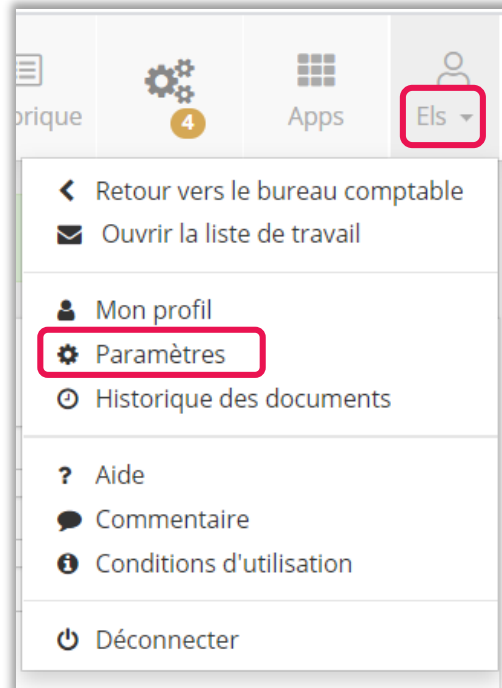 orique
4
Apps
Els
Retour vers le bureau comptable
Ouvrir la liste de travail
Mon profil
Paramètres
Historique des documents
Aide
Commentaire
Conditions d'utilisation
Déconnecter